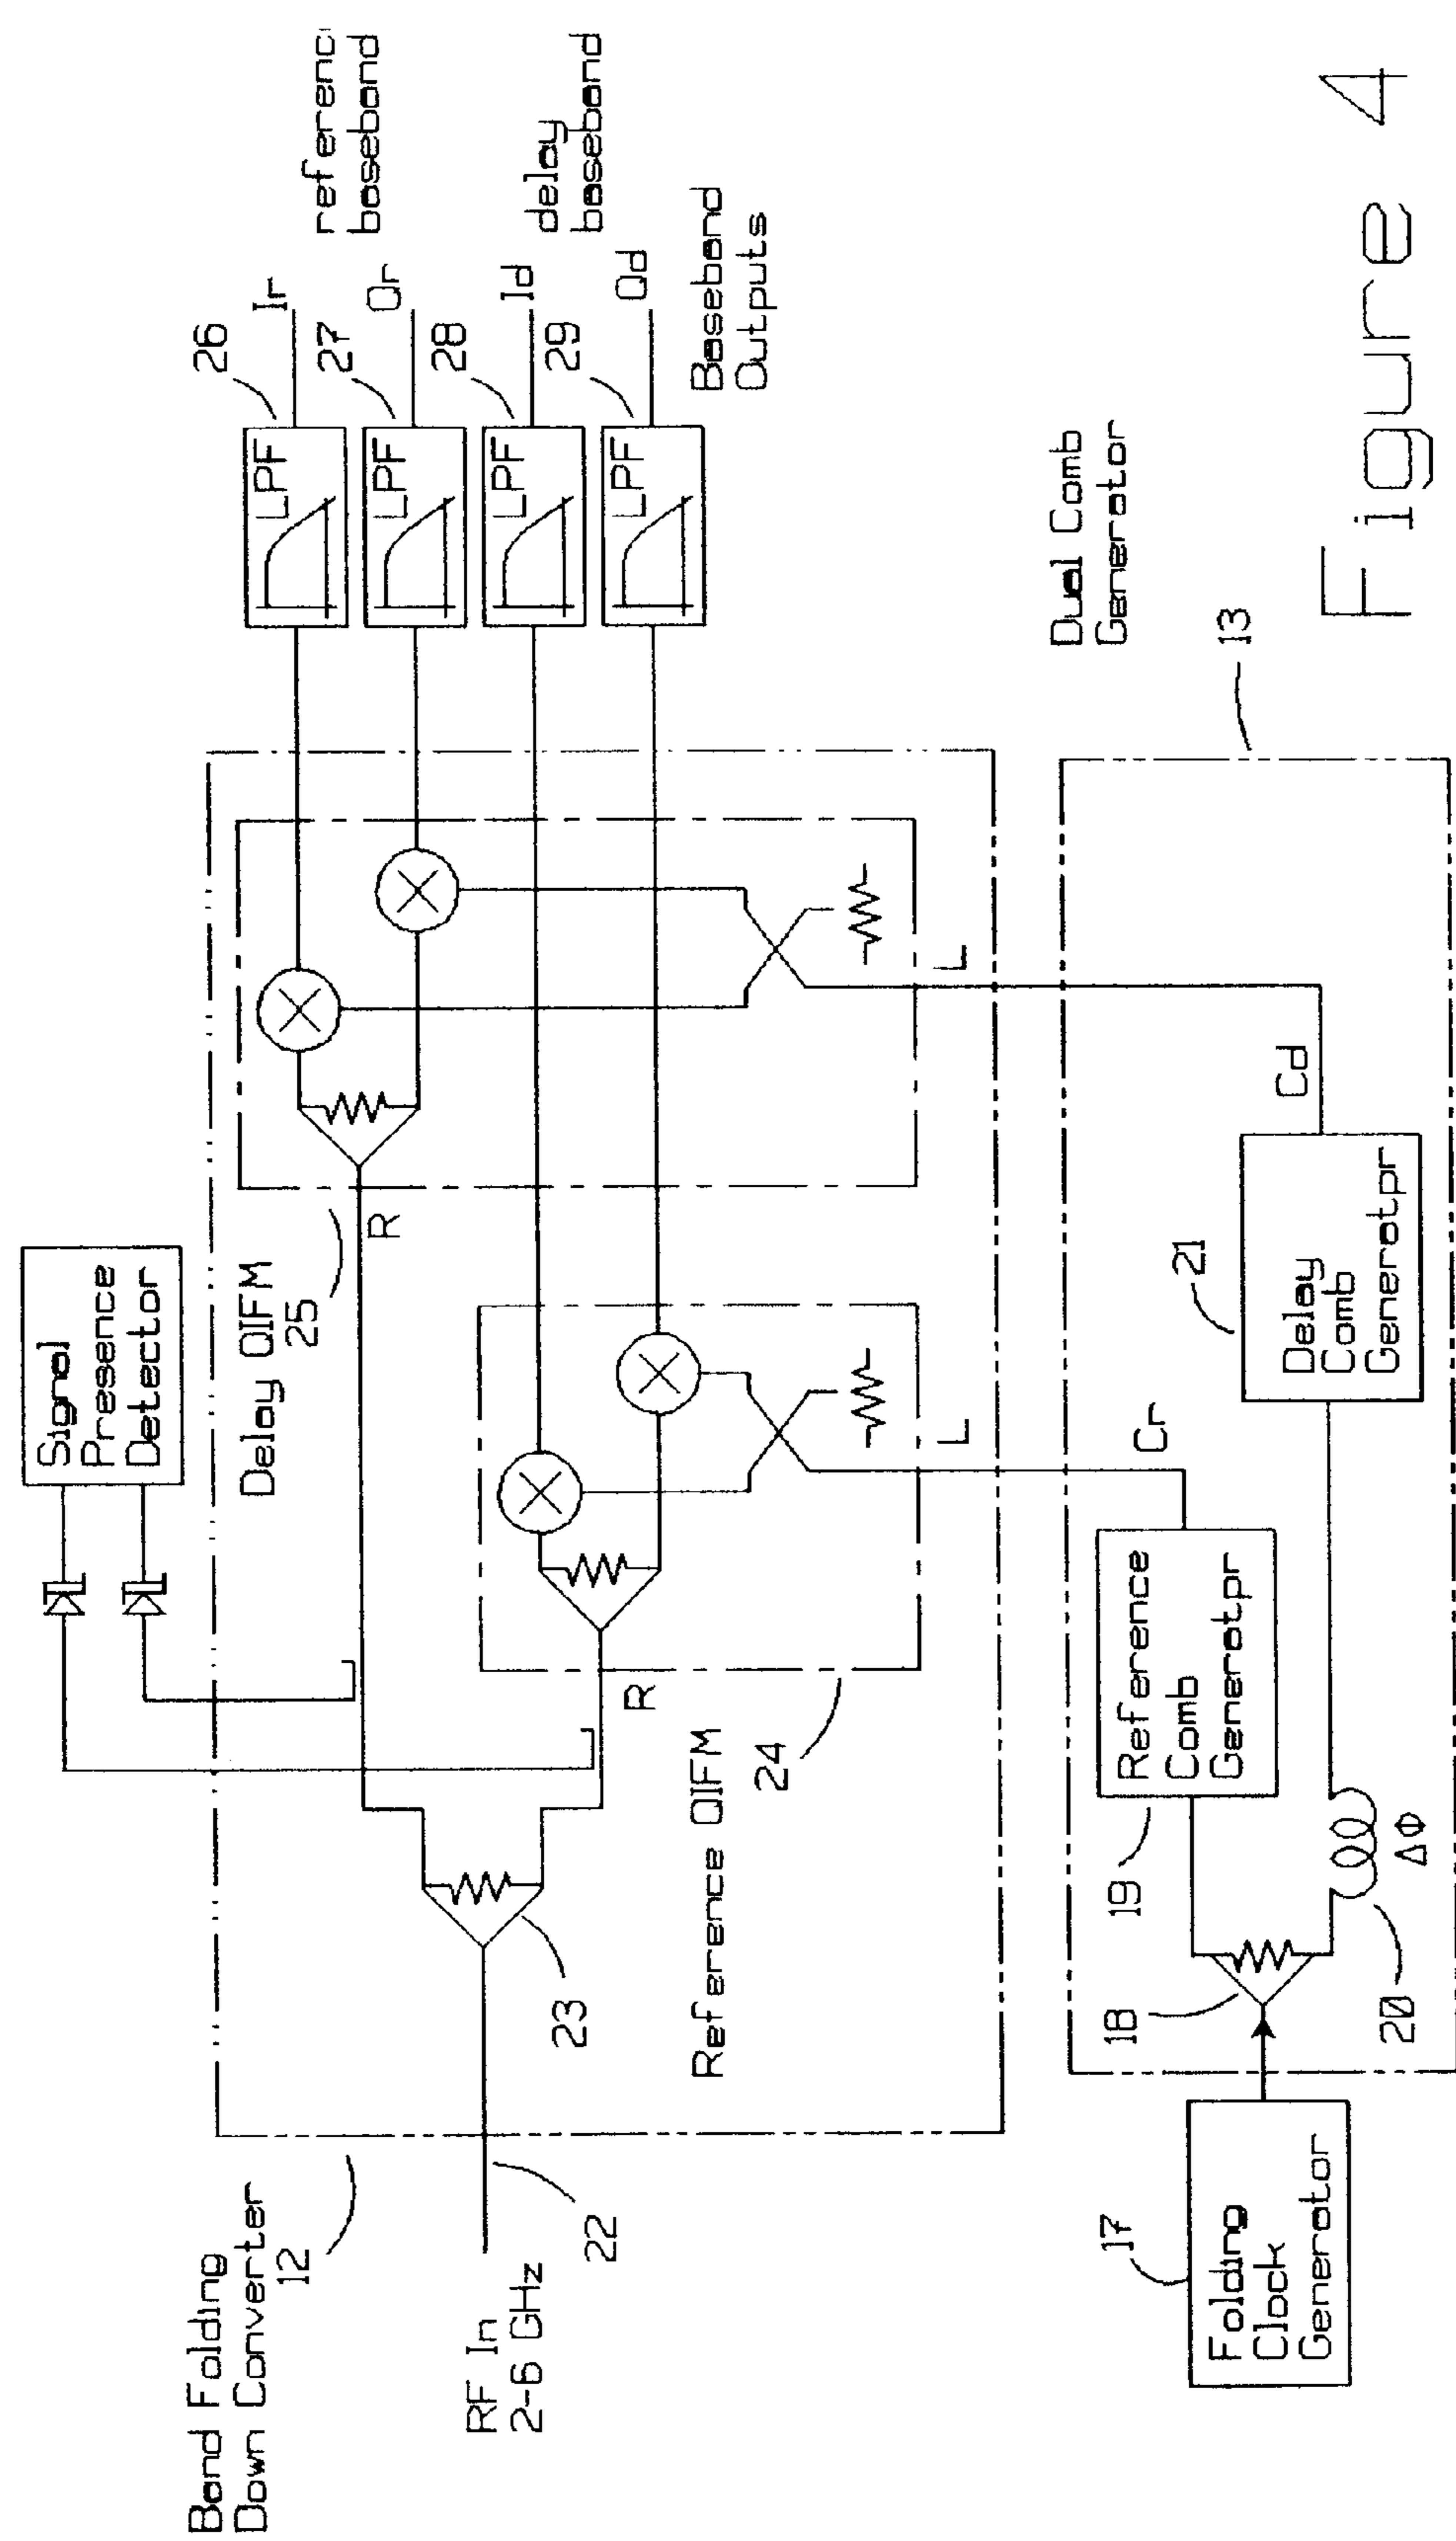 Band Folding
Down Converter
12
RF In
2-6 GHz
22
23
Signal
Presence
Detector
Delay QIFM
25
R
Reference QIFM
24
R
L
L
LPF
LPF
LPF
LPF
26
27
28
29
Ir
Qr
Id
Qd
referenc
baseband
delay
baseband
Baseband
Outputs
Folding
Clock
Generator
17
18
19
20
ΔΦ
Reference
Comb
Generatpr
Cr
21
Delay
Comb
Generatpr
Cd
13
Dual Comb
Generator
Figure 4